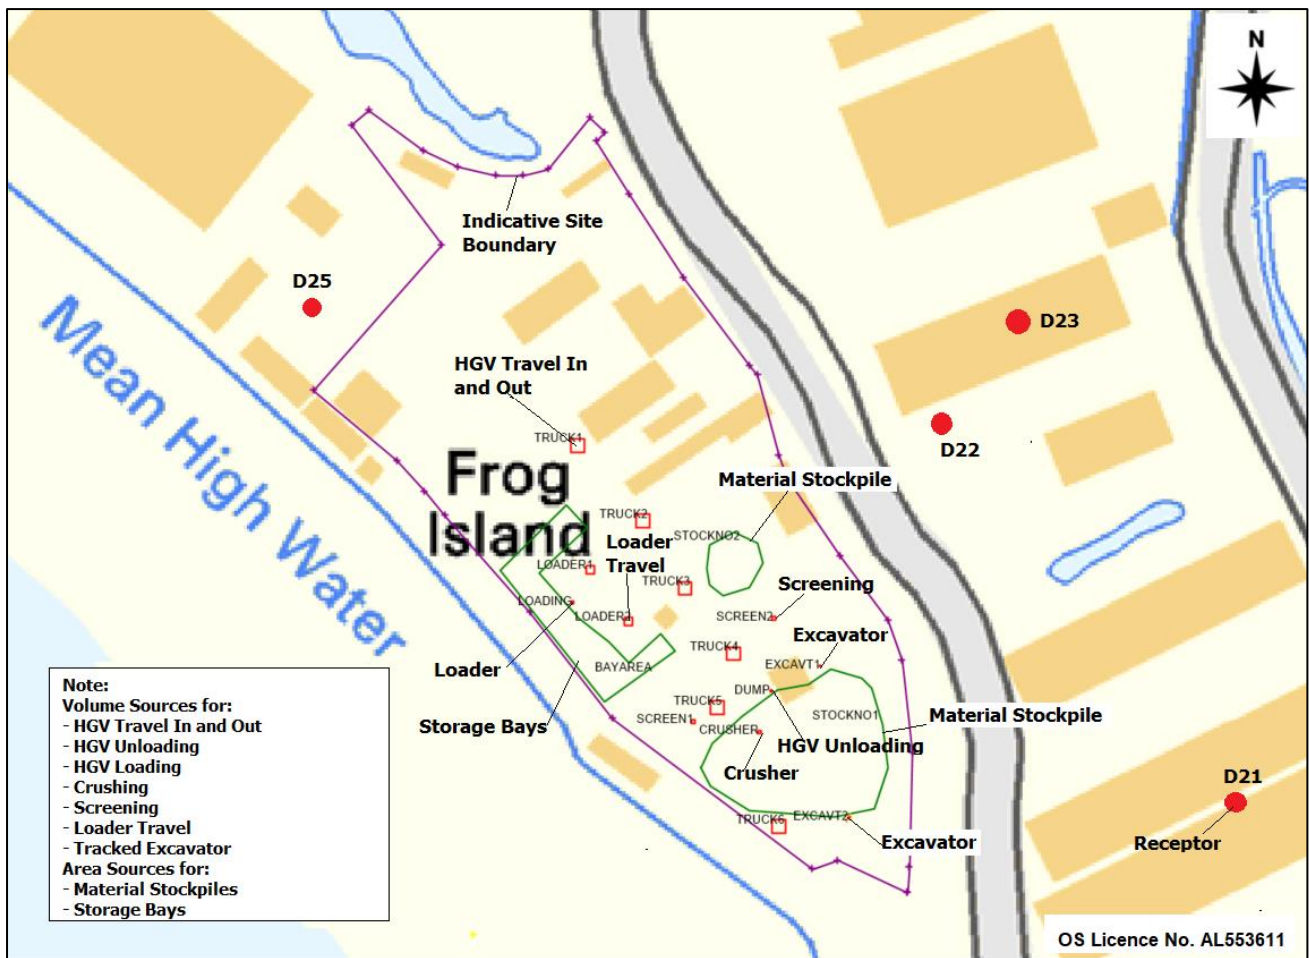 N
Indicative Site
Boundary
D25
D23
Mean High Water
HGV Travel In
and Out
TRUCK1
D22
Frog
Island
Material Stockpile
TRUCK2
STOCKNO2
Loader
Travel
LOADER1
TRUCK3
Screening
LOADING
LOADER2
SCREEN2
Excavator
TRUCK4
Loader
BAYAREA
EXCAVT1
DUMP
TRUCK5
STOCKNO1
Material Stockpile
Storage Bays
SCREEN1
CRUSHER
HGV Unloading
Crusher
D21
TRUCK6
EXCAVT2
Excavator
Receptor
Note:
Volume Sources for:
- HGV Travel In and Out
- HGV Unloading
- HGV Loading
- Crushing
- Screening
- Loader Travel
- Tracked Excavator
Area Sources for:
- Material Stockpiles
- Storage Bays
OS Licence No. AL553611